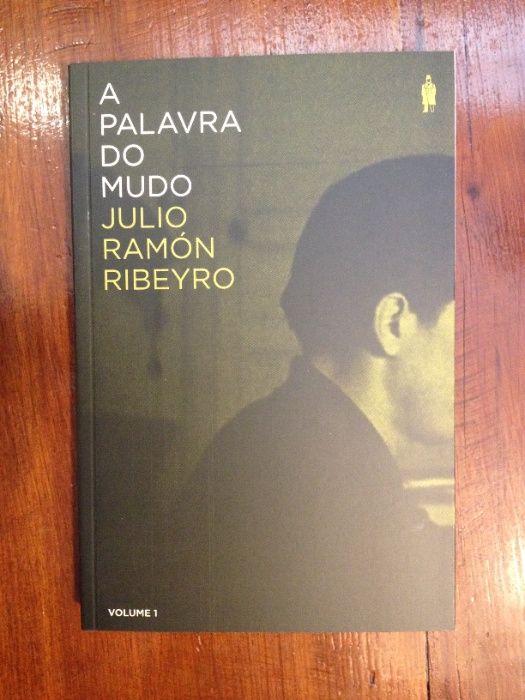 A
PALAVRA
DO
MUDO
JULIO
RAMÓN
RIBEYRO
VOLUME 1